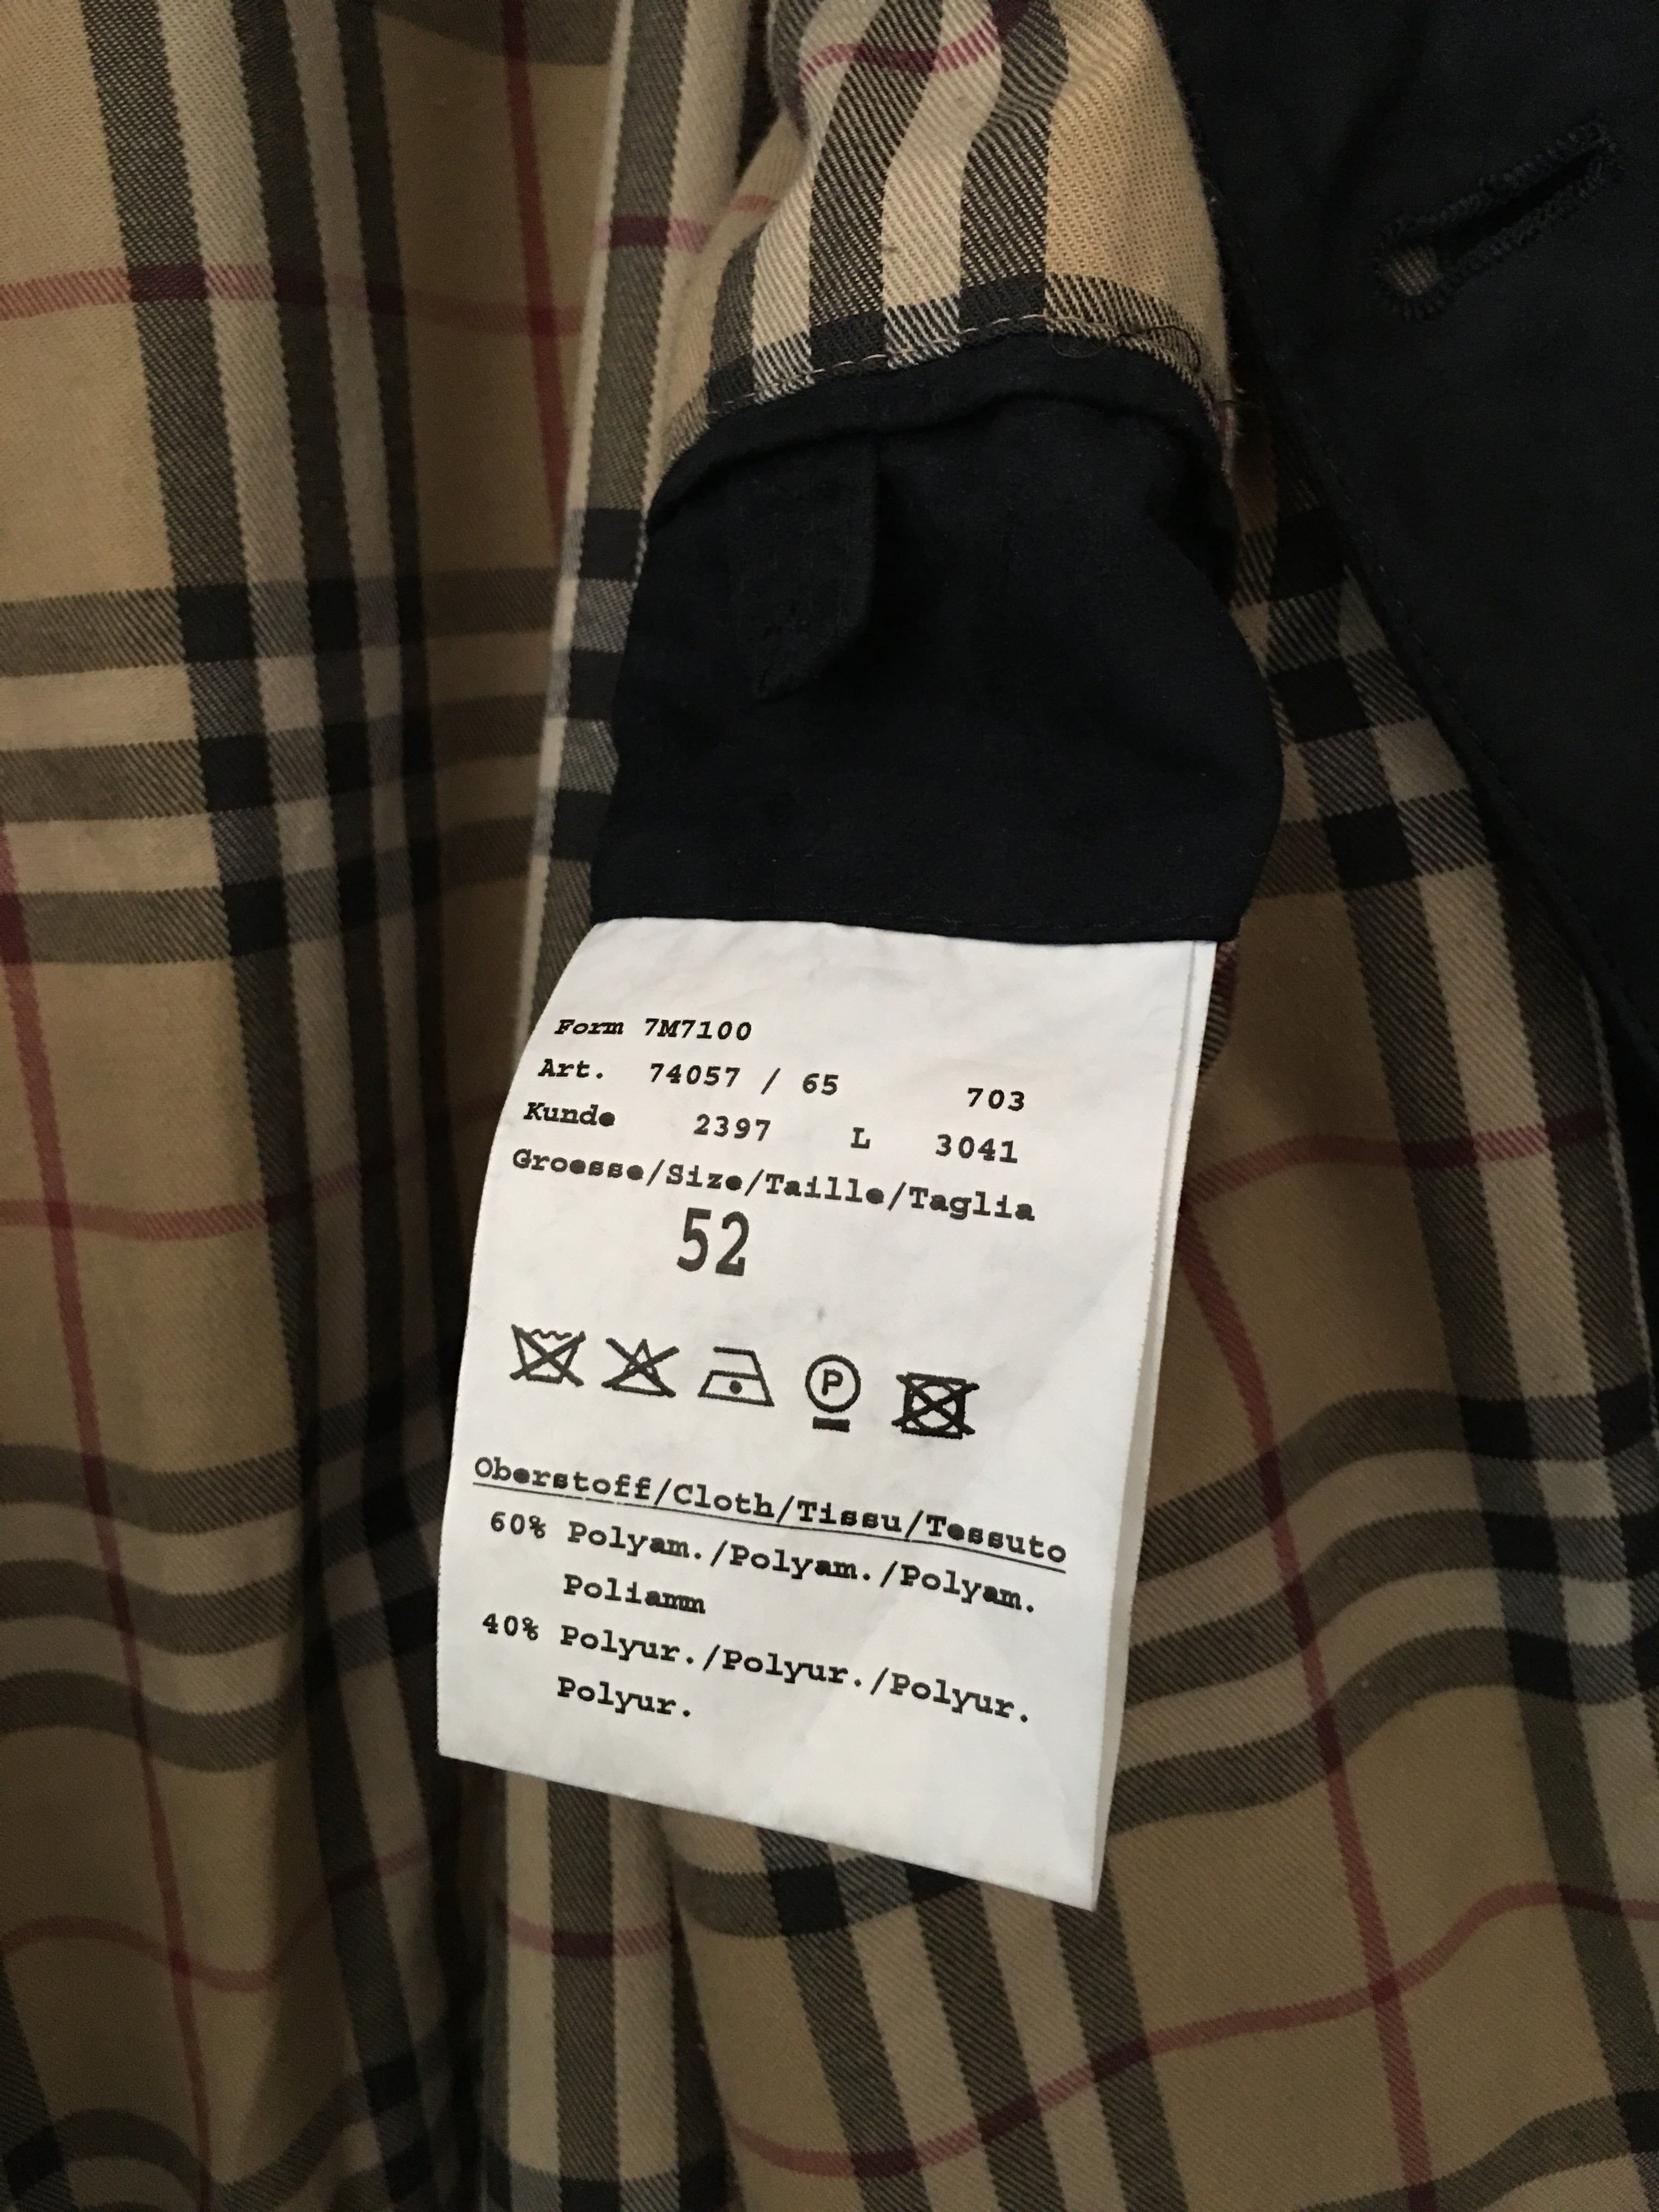 Form 7M7100
Art. 74057 / 65 703
Kunde 2397 L 3041
Groesse/Size/Taille/Taglia
52
P
Oberstoff/Cloth/Tissu/Tessuto
60% Polyam./Polyam./Polyam.
Poliamm
40% Polyur./Polyur./Polyur.
Polyur.